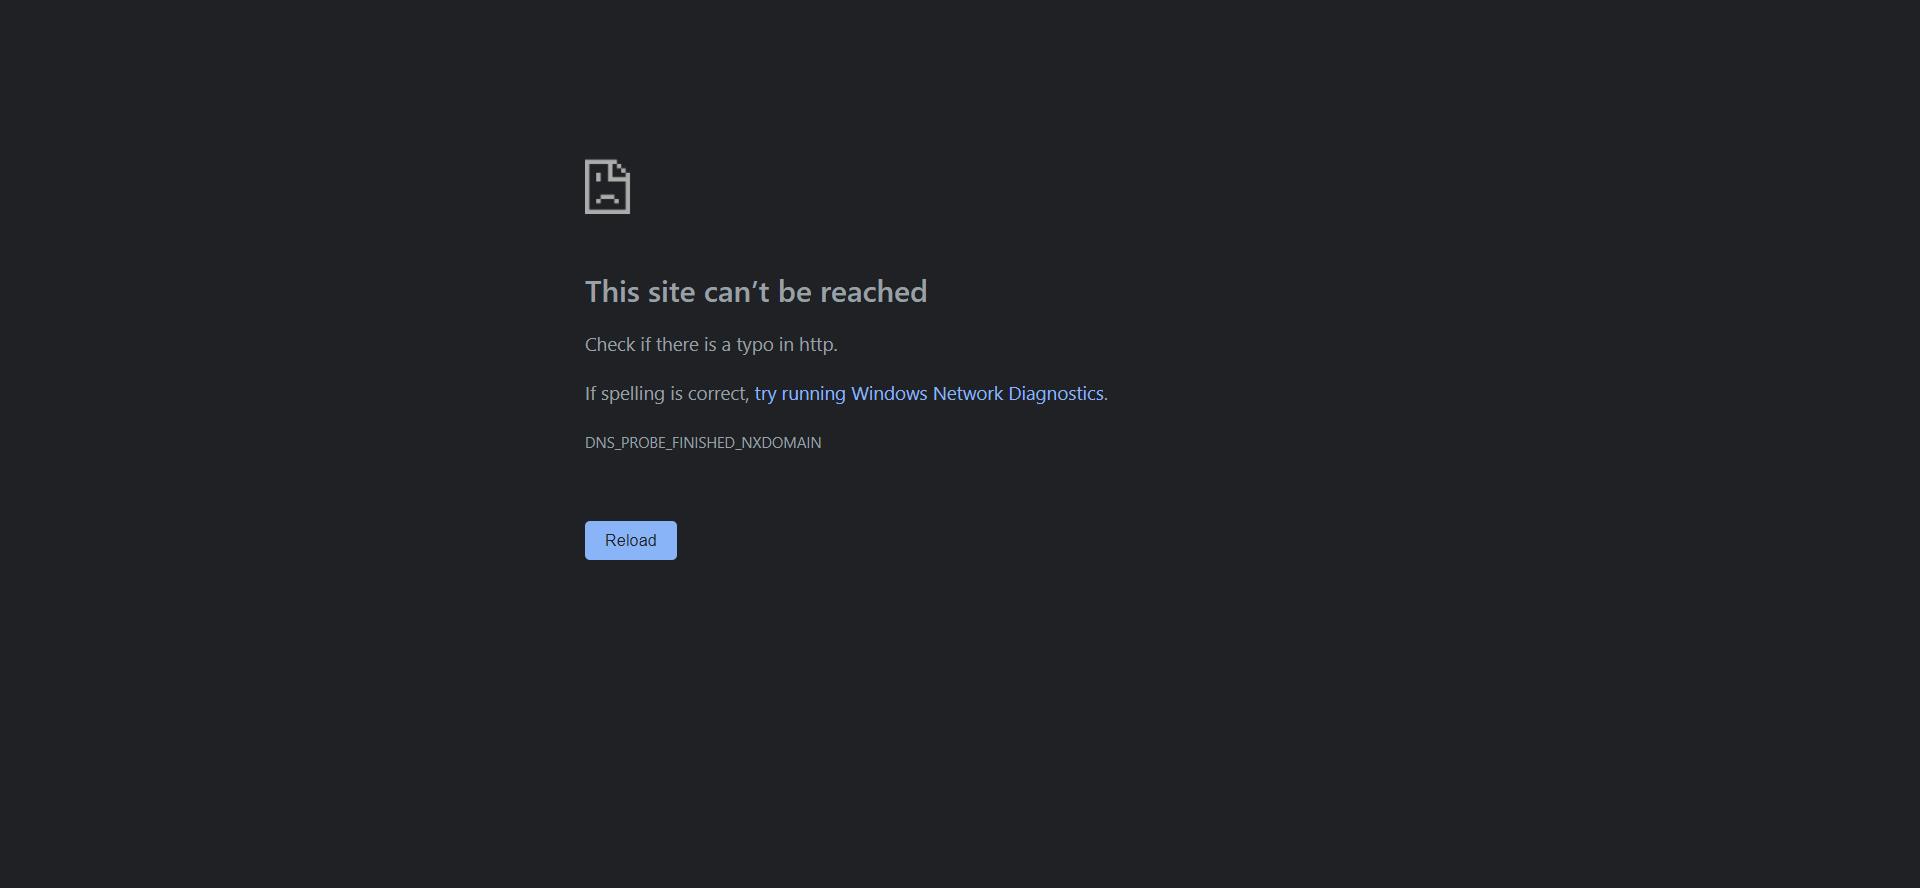 This site can’t be reached
Check if there is a typo in http.
If spelling is correct, try running Windows Network Diagnostics.
DNS_PROBE_FINISHED_NXDOMAIN
Reload